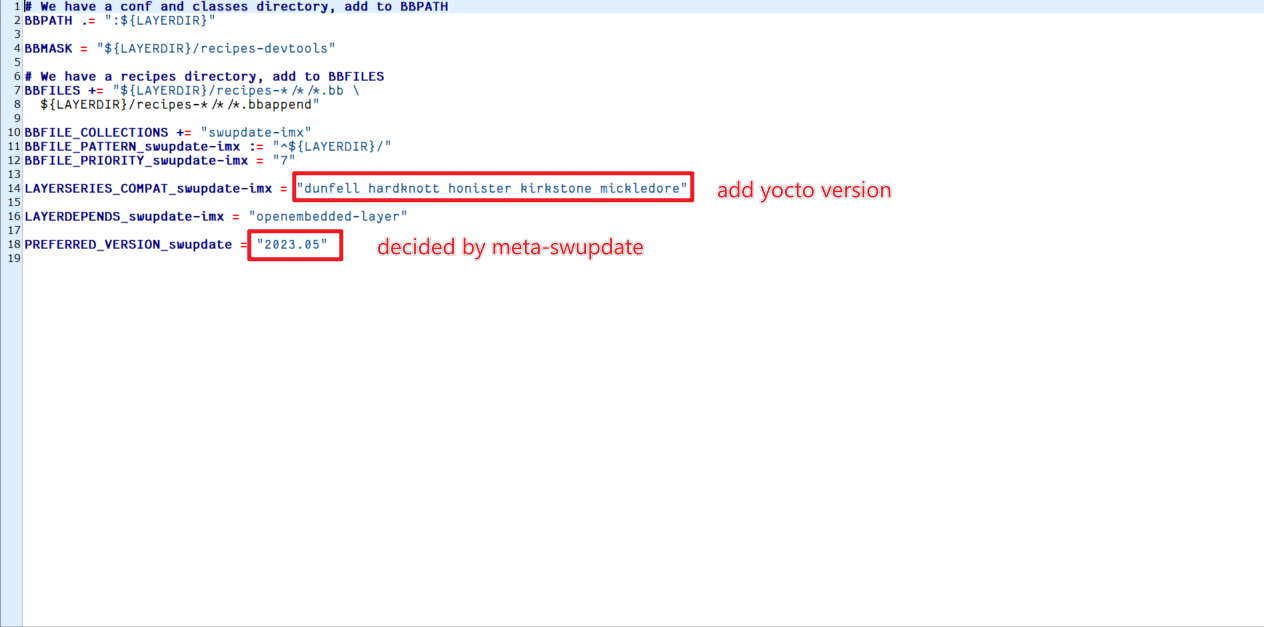 1 # We have a conf and classes directory, add to BBPATH
2 BBPATH .= ":${LAYERDIR}"
3
4 BBMASK = "${LAYERDIR}/recipes-devtools"
5
6 # We have a recipes directory, add to BBFILES
7 BBFILES += "${LAYERDIR}/recipes-*/*/*.bb \
8   ${LAYERDIR}/recipes-*/*/*.bbappend"
9
10 BBFILE_COLLECTIONS += "swupdate-imx"
11 BBFILE_PATTERN_swupdate-imx := "^${LAYERDIR}/"
12 BBFILE_PRIORITY_swupdate-imx = "7"
13
14 LAYERSERIES_COMPAT_swupdate-imx = "dunfell hardknott honister kirkstone mickledore" add yocto version
15
16 LAYERDEPENDS_swupdate-imx = "openembedded-layer"
17
18 PREFERRED_VERSION_swupdate = "2023.05" decided by meta-swupdate
19